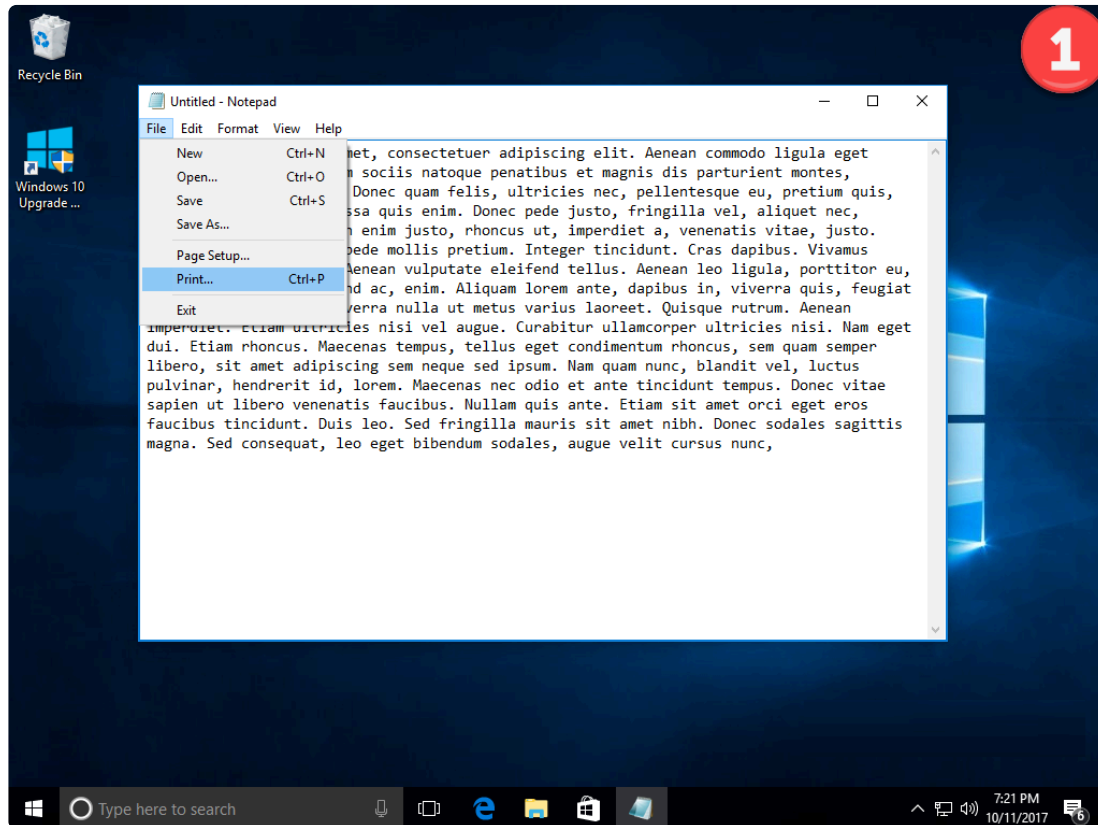 1
Recycle Bin
Windows 10
Upgrade ...
Untitled - Notepad
File Edit Format View Help
New Ctrl+N
Open... Ctrl+O
Save Ctrl+S
Save As...
Page Setup...
Print... Ctrl+P
Exit
met, consectetuer adipiscing elit. Aenean commodo ligula eget
sociis natoque penatibus et magnis dis parturient montes,
Donec quam felis, ultricies nec, pellentesque eu, pretium quis,
ssa quis enim. Donec pede justo, fringilla vel, aliquet nec,
enim justo, rhoncus ut, imperdiet a, venenatis vitae, justo.
pede mollis pretium. Integer tincidunt. Cras dapibus. Vivamus
Aenean vulputate eleifend tellus. Aenean leo ligula, porttitor eu,
nd ac, enim. Aliquam lorem ante, dapibus in, viverra quis, feugiat
verra nulla ut metus varius laoreet. Quisque rutrum. Aenean
imperdiet. Etiam ultricies nisi vel augue. Curabitur ullamcorper ultricies nisi. Nam eget
dui. Etiam rhoncus. Maecenas tempus, tellus eget condimentum rhoncus, sem quam semper
libero, sit amet adipiscing sem neque sed ipsum. Nam quam nunc, blandit vel, luctus
pulvinar, hendrerit id, lorem. Maecenas nec odio et ante tincidunt tempus. Donec vitae
sapien ut libero venenatis faucibus. Nullam quis ante. Etiam sit amet orci eget eros
faucibus tincidunt. Duis leo. Sed fringilla mauris sit amet nibh. Donec sodales sagittis
magna. Sed consequat, leo eget bibendum sodales, augue velit cursus nunc,
Type here to search
7:21 PM
10/11/2017
6